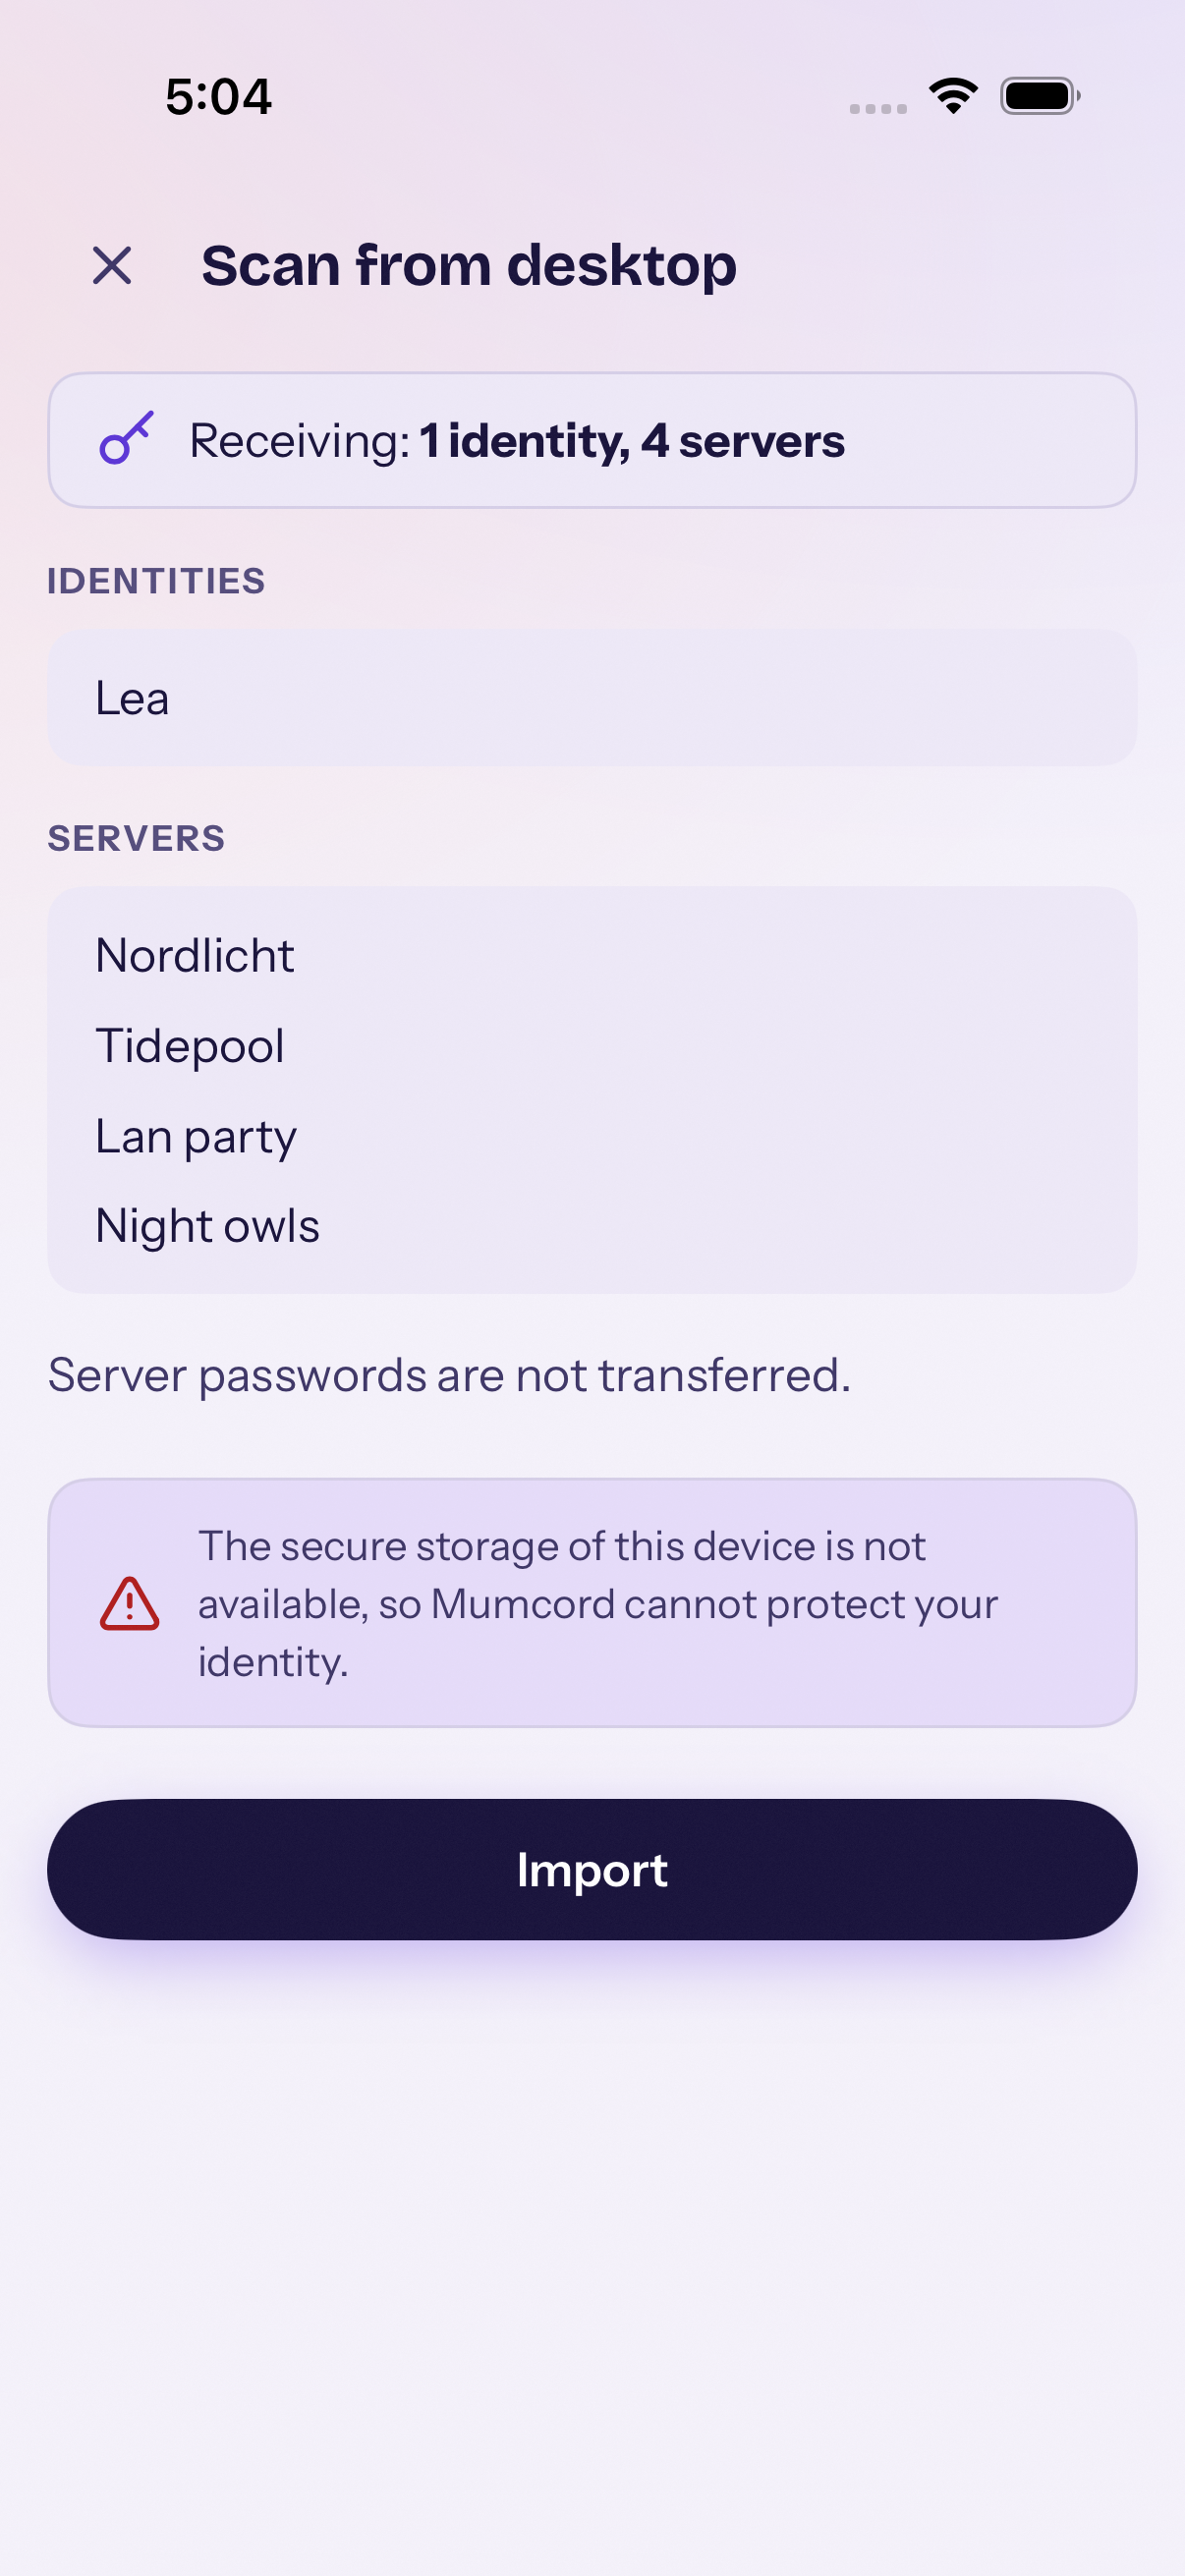 5:04
Scan from desktop
Receiving: 1 identity, 4 servers
IDENTITIES
Lea
SERVERS
Nordlicht
Tidepool
Lan party
Night owls
Server passwords are not transferred.
The secure storage of this device is not
available, so Mumcord cannot protect your
identity.
Import